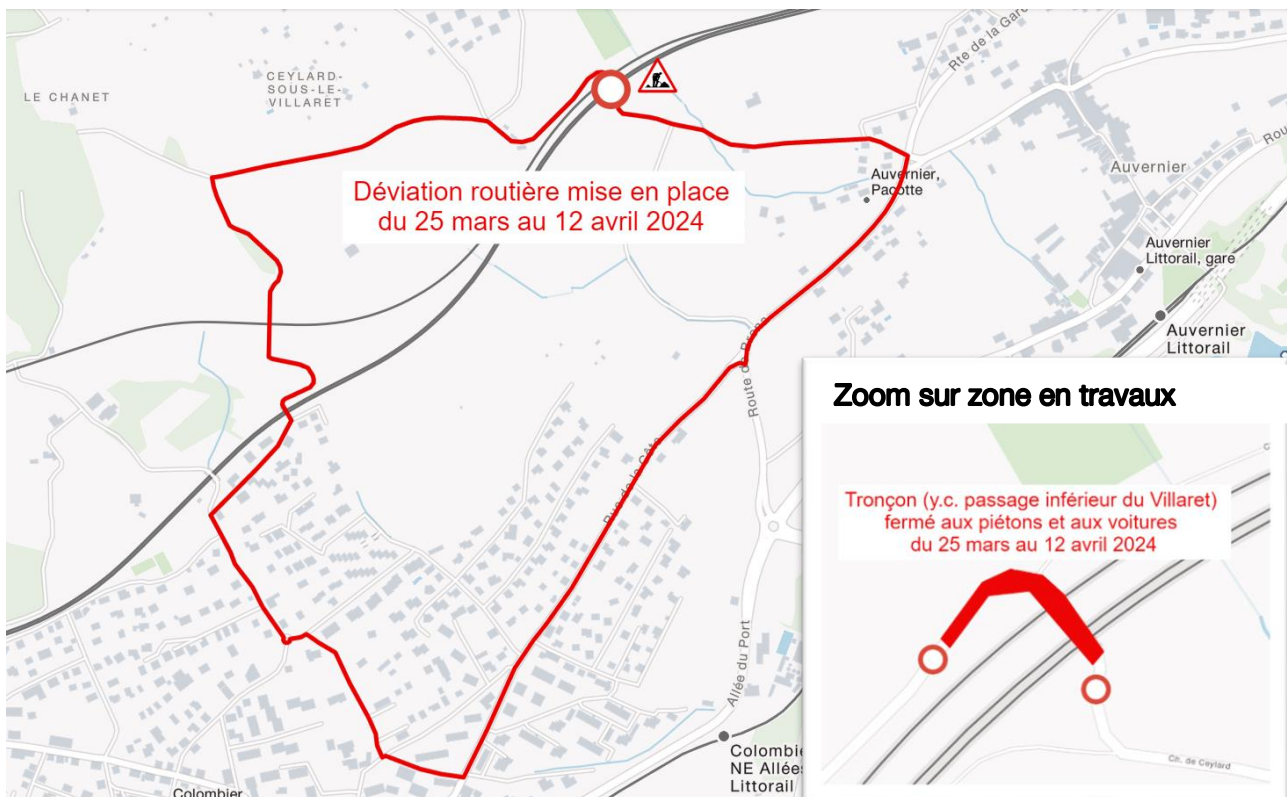 Rte de la Gare
CEYLARD-
SOUS-LE-
VILLARET
LE CHANET
Déviation routière mise en place
du 25 mars au 12 avril 2024
Auvernier,
Pacotte
Auvernier
Auvernier
Littorail, gare
Auvernier
Littorail
Rue de la Côte
Allée du Port
Colombier
NE Allées
Littorail
Colombier
Zoom sur zone en travaux
Tronçon (y.c. passage inférieur du Villaret)
fermé aux piétons et aux voitures
du 25 mars au 12 avril 2024
Ch. de Ceylard